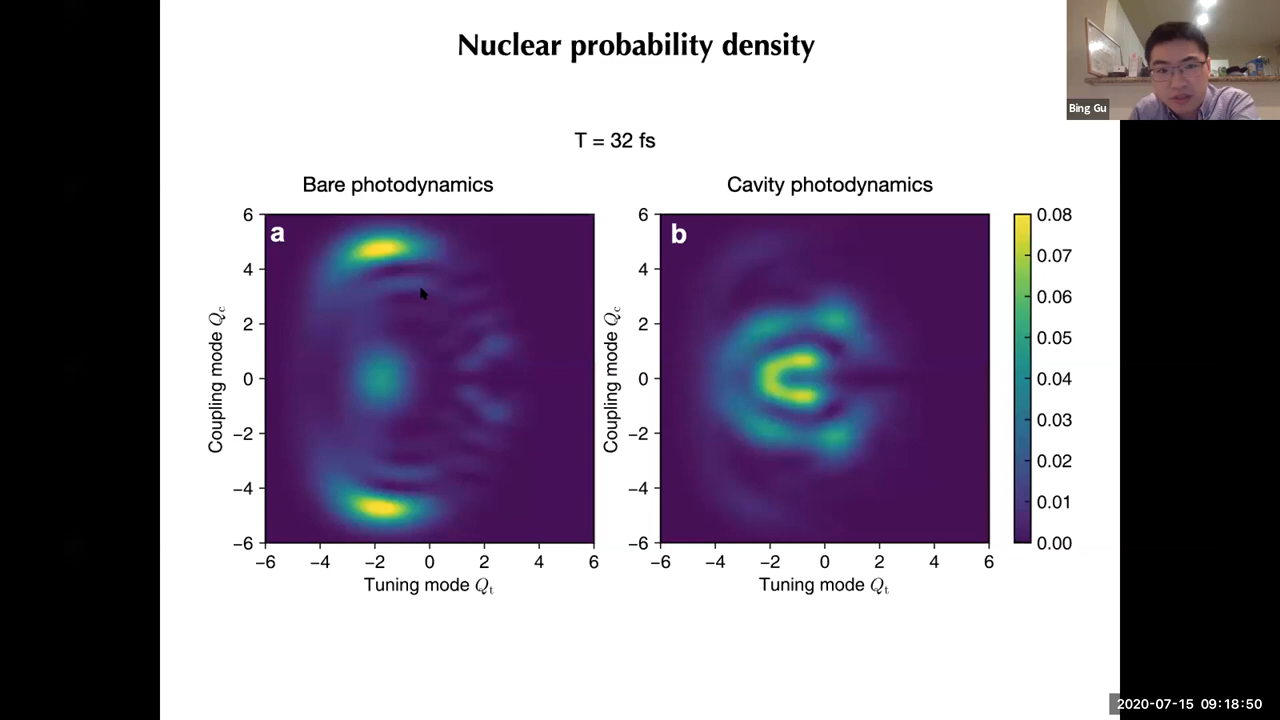 Nuclear probability density
Bing Gu
T = 32 fs
Bare photodynamics
Cavity photodynamics
a
b
6
4
2
0
−2
−4
−6
Coupling mode Qc
−6 −4 −2 0 2 4 6
Tuning mode Qt
6
4
2
0
−2
−4
−6
Coupling mode Qc
−6 −4 −2 0 2 4 6
Tuning mode Qt
0.08
0.07
0.06
0.05
0.04
0.03
0.02
0.01
0.00
2020-07-15 09:18:50